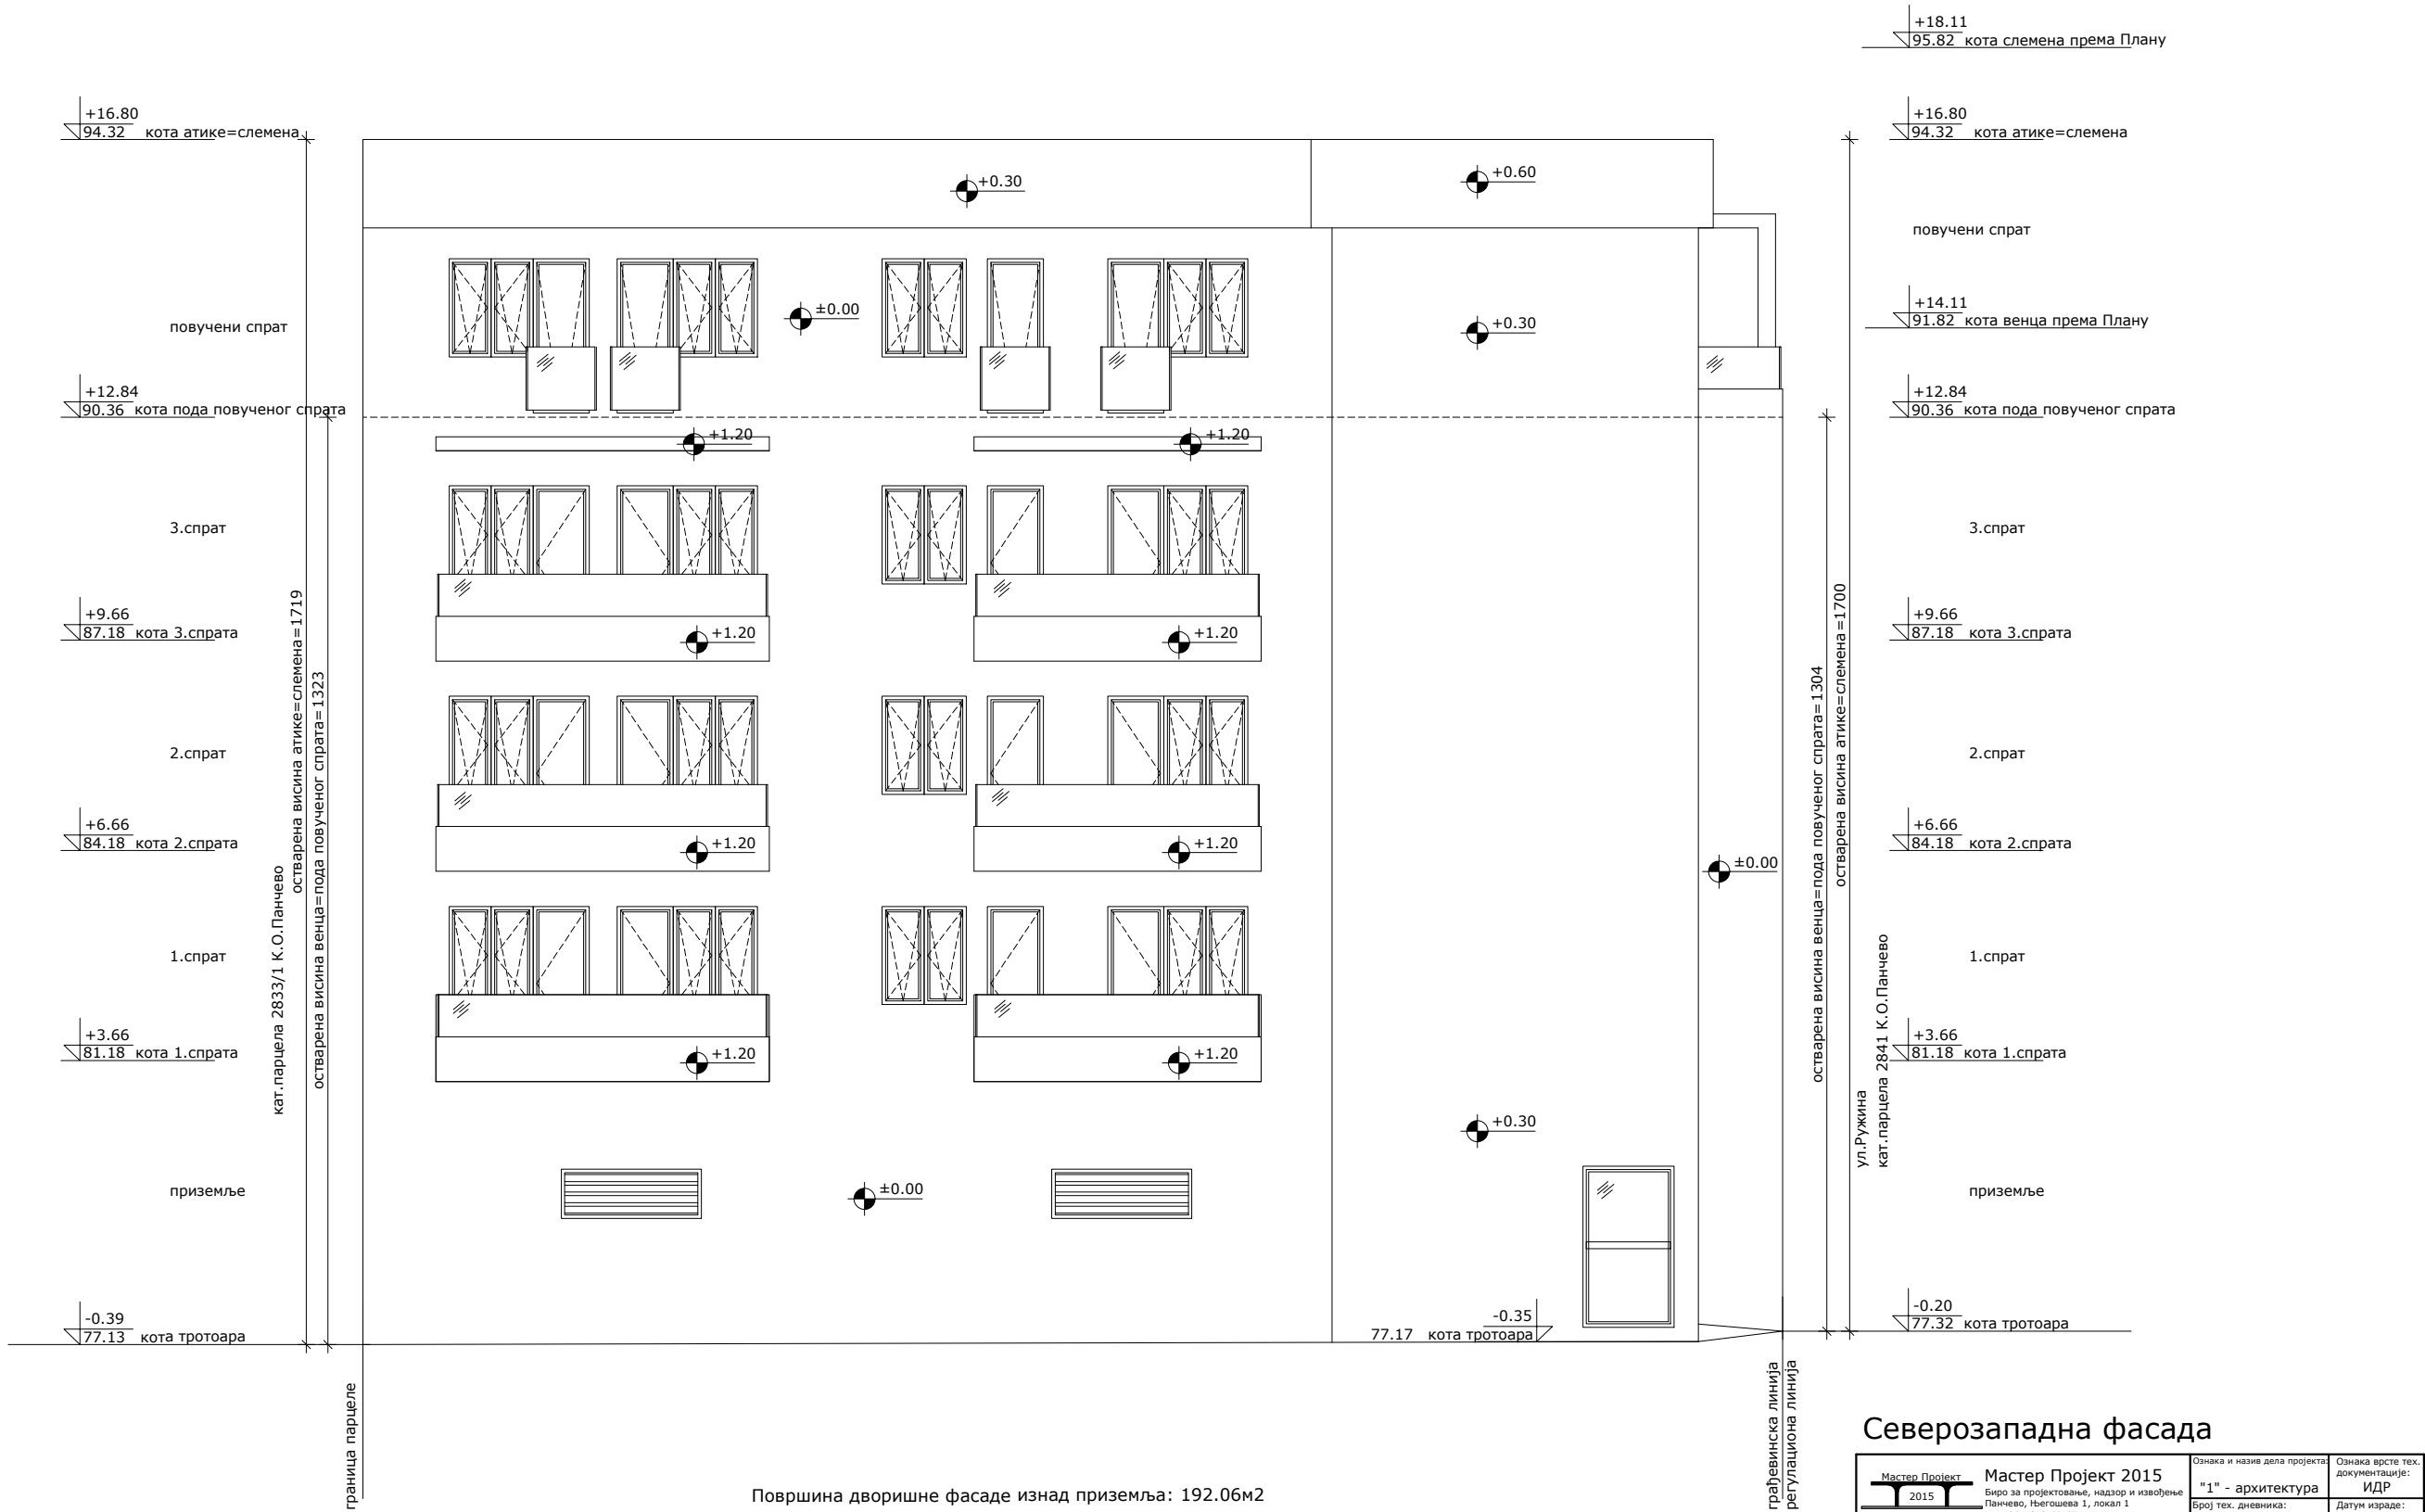 +18.11
95.82 кота слемена према Плану
+16.80
94.32 кота атике=слемена
+16.80
94.32 кота атике=слемена
+0.30
+0.60
повучени спрат
±0.00
+0.30
+14.11
91.82 кота венца према Плану
повучени спрат
+12.84
90.36 кота пода повученог спрата
+12.84
90.36 кота пода повученог спрата
+1.20
+1.20
3.спрат
3.спрат
+9.66
87.18 кота 3.спрата
+1.20
+1.20
+9.66
87.18 кота 3.спрата
остварена висина атике=слемена=1719
остварена висина венца=пода повученог спрата=1323
остварена висина венца=пода повученог спрата=1304
остварена висина атике=слемена=1700
2.спрат
2.спрат
+6.66
84.18 кота 2.спрата
+1.20
+1.20
+6.66
84.18 кота 2.спрата
±0.00
кат.парцела 2833/1 К.О.Панчево
ул.Ружина
кат.парцела 2841 К.О.Панчево
1.спрат
1.спрат
+3.66
81.18 кота 1.спрата
+1.20
+1.20
+3.66
81.18 кота 1.спрата
+0.30
приземље
±0.00
приземље
-0.39
77.13 кота тротоара
-0.35
77.17 кота тротоара
-0.20
77.32 кота тротоара
граница парцеле
грађевинска линија
регулациона линија
Северозападна фасада
Површина дворишне фасаде изнад приземља: 192.06м2
Мастер Пројект
2015
Мастер Пројект 2015
Биро за пројектовање, надзор и извођење
Панчево, Његошева 1, локал 1
Ознака и назив дела пројекта:
"1" - архитектура
Број тех. дневника:
Ознака врсте тех.
документације:
ИДР
Датум израде: